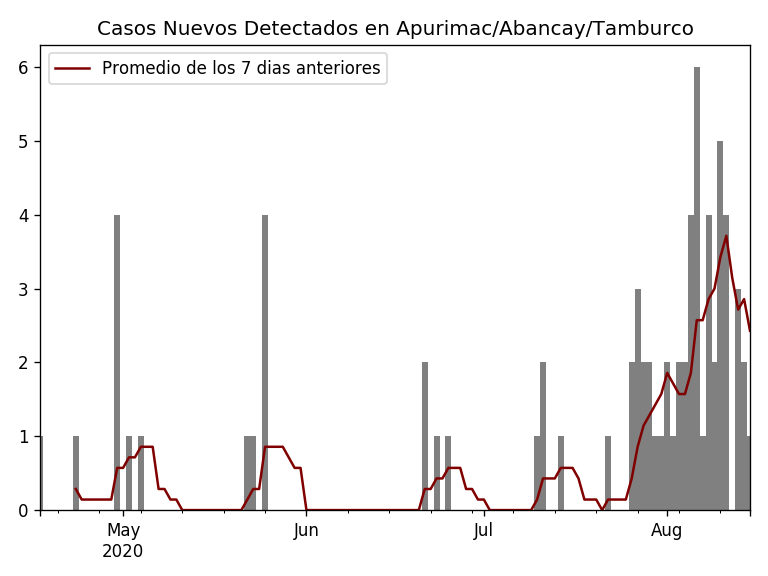 Casos Nuevos Detectados en Apurimac/Abancay/Tamburco
Promedio de los 7 dias anteriores
6
5
4
3
2
1
0
May Jun Jul Aug
2020